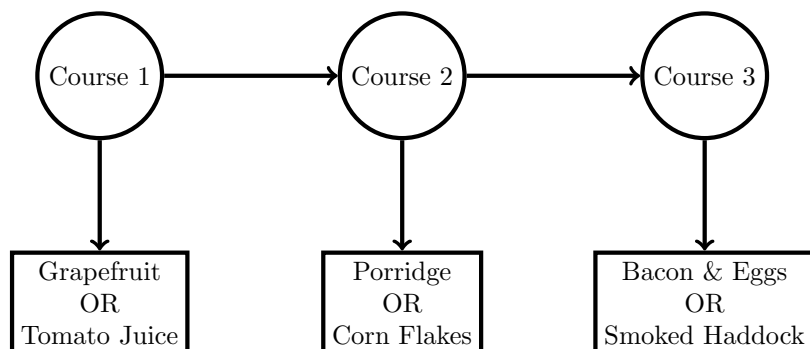 Course 1
Course 2
Course 3
Grapefruit
OR
Tomato Juice
Porridge
OR
Corn Flakes
Bacon & Eggs
OR
Smoked Haddock